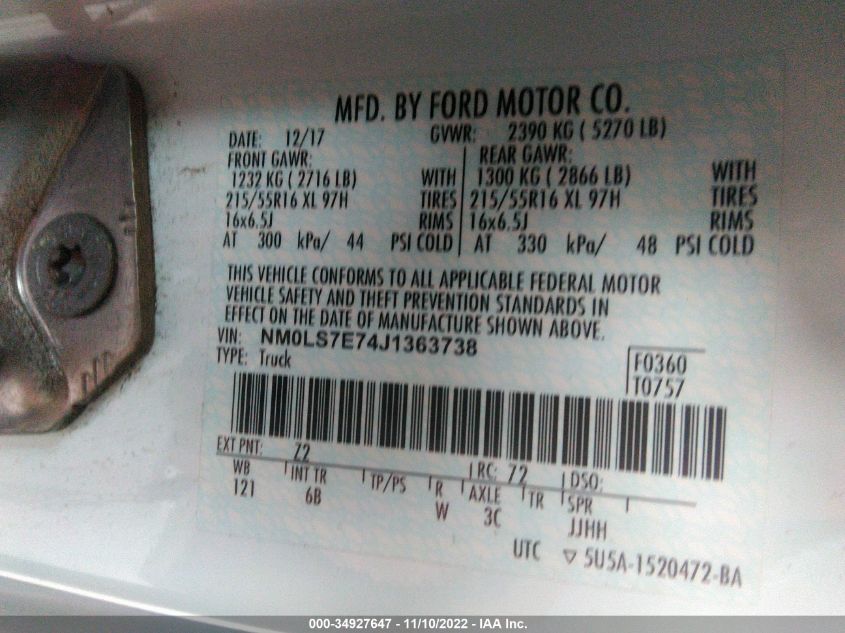 MFD. BY FORD MOTOR CO.
DATE: 12/17 GVWR: 2390 KG ( 5270 LB)
FRONT GAWR: REAR GAWR:
1232 KG ( 2716 LB) WITH 1300 KG ( 2866 LB) WITH
215/55R16 XL 97H TIRES 215/55R16 XL 97H TIRES
16x6.5J RIMS 16x6.5J RIMS
AT 300 kPa/ 44 PSI COLD AT 330 kPa/ 48 PSI COLD
THIS VEHICLE CONFORMS TO ALL APPLICABLE FEDERAL MOTOR
VEHICLE SAFETY AND THEFT PREVENTION STANDARDS IN
EFFECT ON THE DATE OF MANUFACTURE SHOWN ABOVE.
VIN: NM0LS7E74J1363738
TYPE: Truck F0360
T0757
EXT PNT: Z2 RC: 72 DSO:
WB INT TR TP/PS R AXLE TR SPR
121 6B W 3C JJHH
UTC ▽ 5U5A-1520472-BA
000-34927647 - 11/10/2022 - IAA Inc.